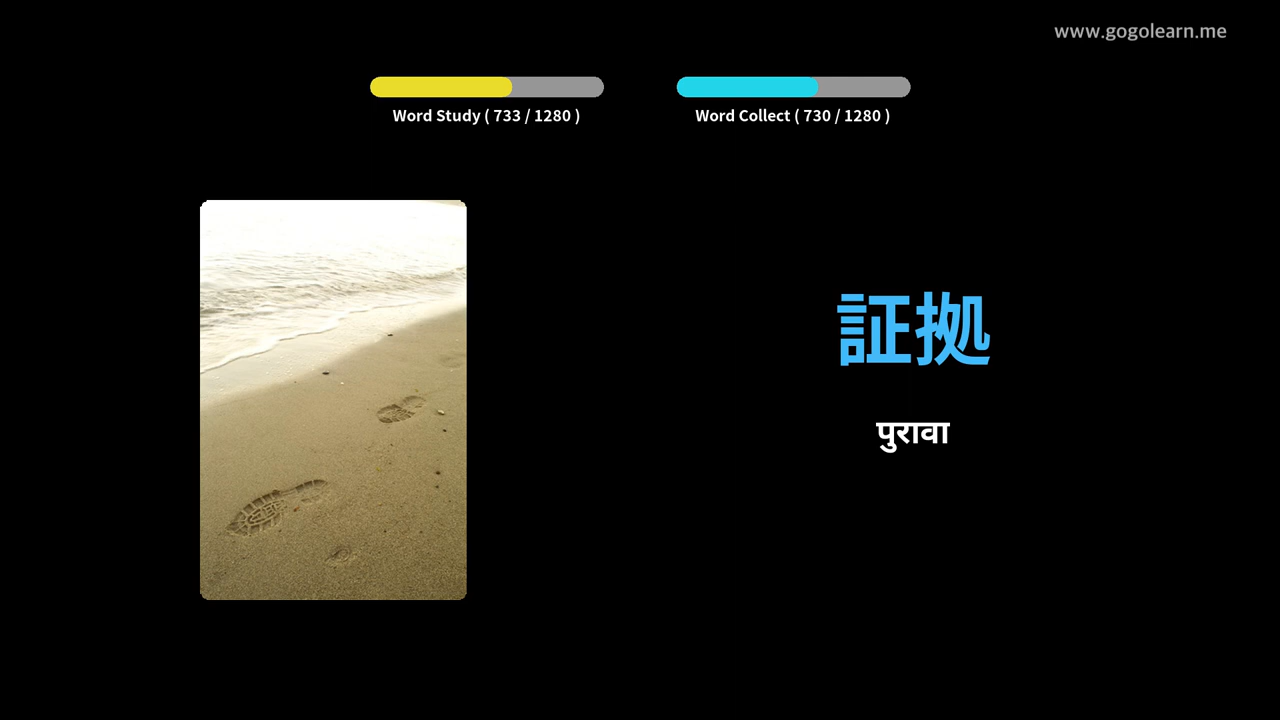 www.gogolearn.me
Word Study ( 733 / 1280 )
Word Collect ( 730 / 1280 )
証拠
पुरावा